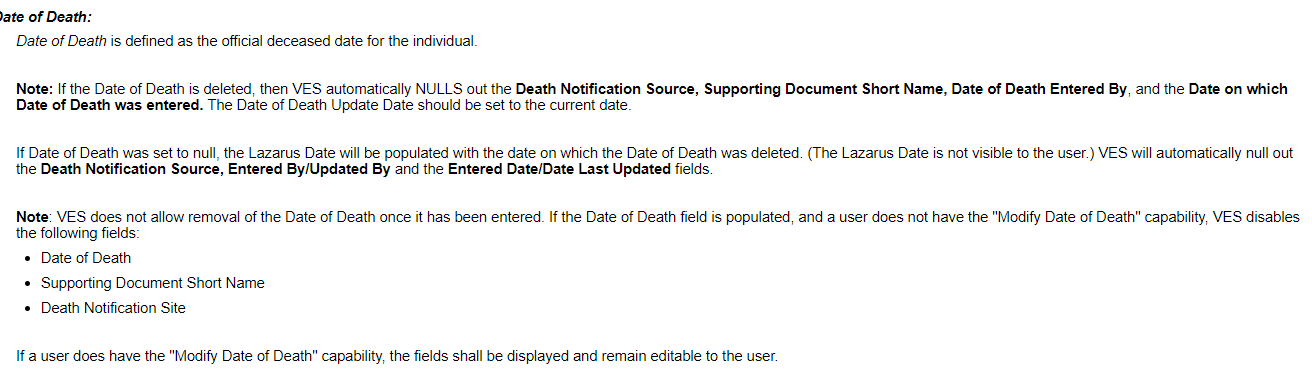 Date of Death:
Date of Death is defined as the official deceased date for the individual.
Note: If the Date of Death is deleted, then VES automatically NULLS out the Death Notification Source, Supporting Document Short Name, Date of Death Entered By, and the Date on which
Date of Death was entered. The Date of Death Update Date should be set to the current date.
If Date of Death was set to null, the Lazarus Date will be populated with the date on which the Date of Death was deleted. (The Lazarus Date is not visible to the user.) VES will automatically null out
the Death Notification Source, Entered By/Updated By and the Entered Date/Date Last Updated fields.
Note: VES does not allow removal of the Date of Death once it has been entered. If the Date of Death field is populated, and a user does not have the "Modify Date of Death" capability, VES disables
the following fields:
• Date of Death
• Supporting Document Short Name
• Death Notification Site
If a user does have the "Modify Date of Death" capability, the fields shall be displayed and remain editable to the user.